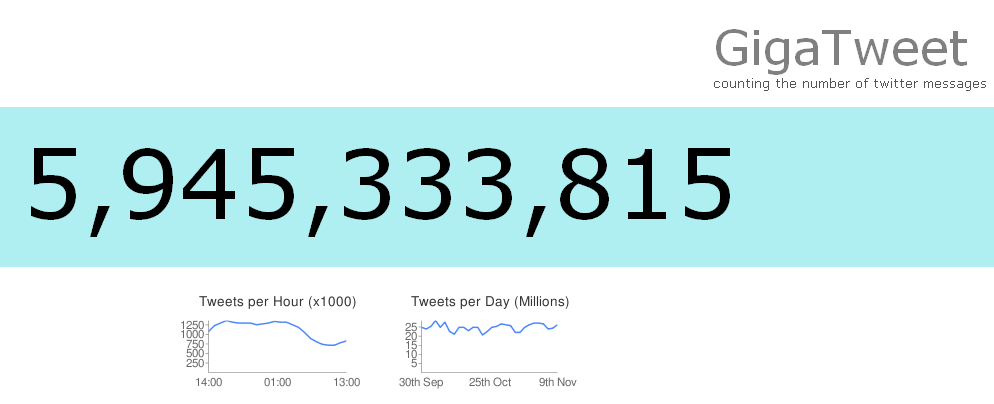 GigaTweet
counting the number of twitter messages
5,945,333,815
Tweets per Hour (x1000)
1250
1000
750
500
250
14:00 01:00 13:00
Tweets per Day (Millions)
25
20
15
10
5
30th Sep 25th Oct 9th Nov